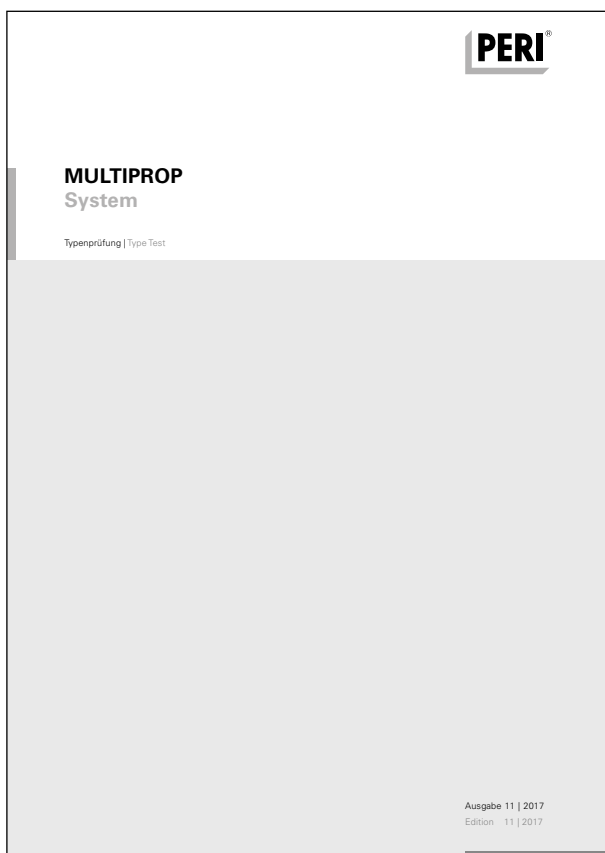 PERI®
MULTIPROP
System
Typenprüfung | Type Test
Ausgabe 11 | 2017
Edition 11 | 2017